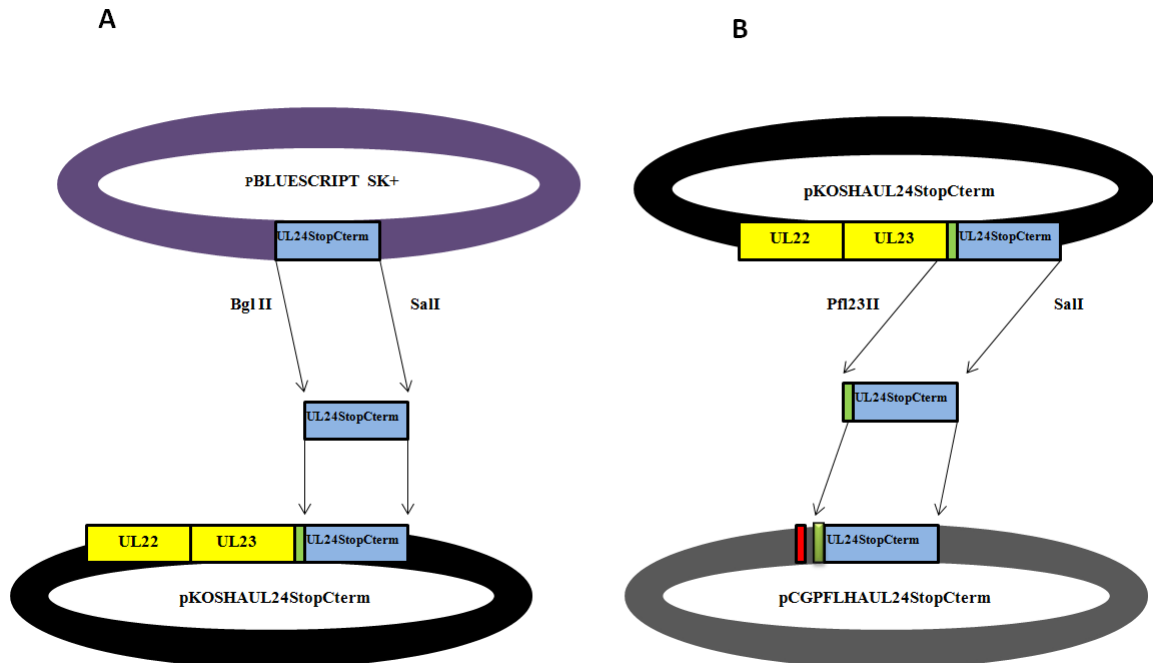 A
pBLUESCRIPT SK+
UL24StopCterm
Bgl II
SalI
UL24StopCterm
UL22
UL23
UL24StopCterm
pKOSHAUL24StopCterm
B
pKOSHAUL24StopCterm
UL22
UL23
UL24StopCterm
Pfl23II
SalI
UL24StopCterm
UL24StopCterm
pCGPFLHAUL24StopCterm